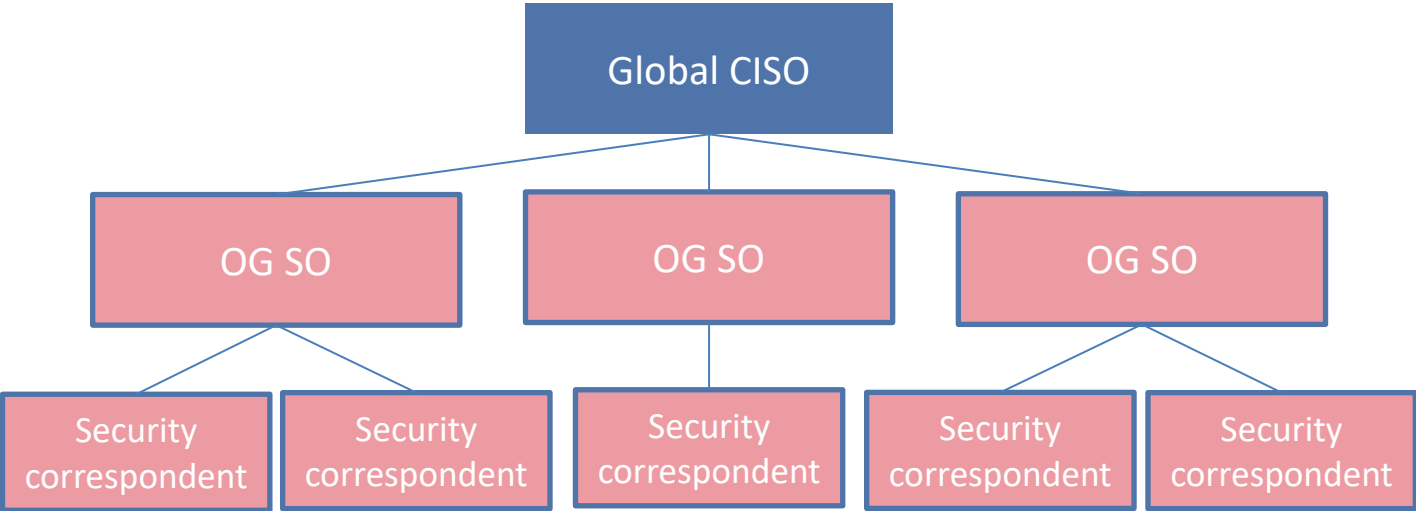 Global CISO
OG SO
OG SO
OG SO
Security
correspondent
Security
correspondent
Security
correspondent
Security
correspondent
Security
correspondent